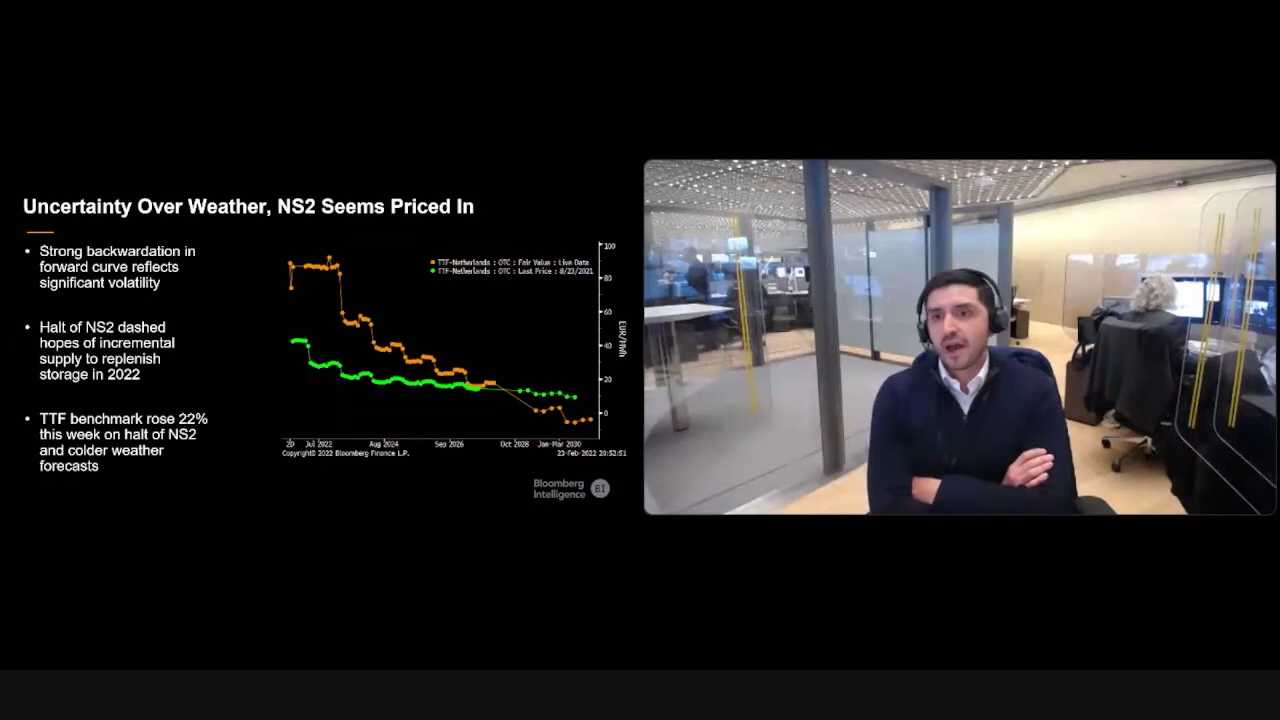 Uncertainty Over Weather, NS2 Seems Priced In
• Strong backwardation in
forward curve reflects
significant volatility
• Halt of NS2 dashed
hopes of incremental
supply to replenish
storage in 2022
• TTF benchmark rose 22%
this week on halt of NS2
and colder weather
forecasts
TTF-Netherlands : OTC : Fair Value : Live Data
TTF-Netherlands : OTC : Last Price : 8/23/2021
100
80
60
40
20
0
EUR/MWh
20 Jul 2022 Aug 2024 Sep 2026 Oct 2028 Jan-Mar 2030
Copyright© 2022 Bloomberg Finance L.P. 23-Feb-2022 20:52:51
Bloomberg
Intelligence BI